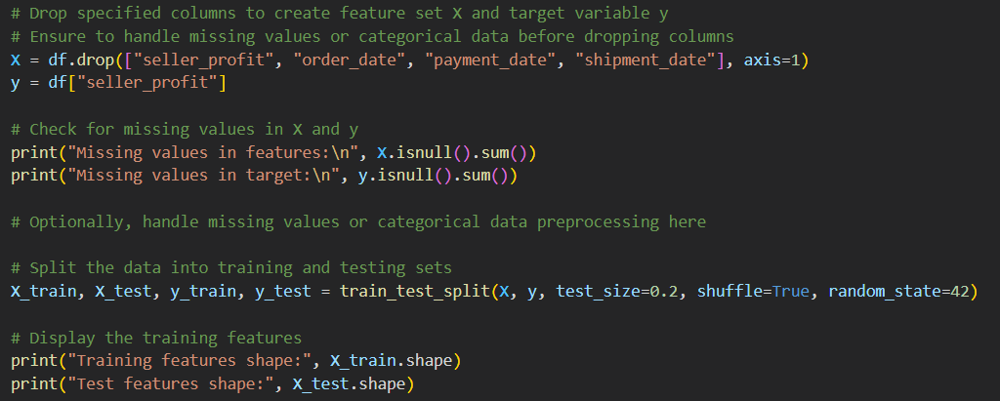 # Drop specified columns to create feature set X and target variable y
# Ensure to handle missing values or categorical data before dropping columns
X = df.drop(["seller_profit", "order_date", "payment_date", "shipment_date"], axis=1)
y = df["seller_profit"]
# Check for missing values in X and y
print("Missing values in features:\n", X.isnull().sum())
print("Missing values in target:\n", y.isnull().sum())
# Optionally, handle missing values or categorical data preprocessing here
# Split the data into training and testing sets
X_train, X_test, y_train, y_test = train_test_split(X, y, test_size=0.2, shuffle=True, random_state=42)
# Display the training features
print("Training features shape:", X_train.shape)
print("Test features shape:", X_test.shape)